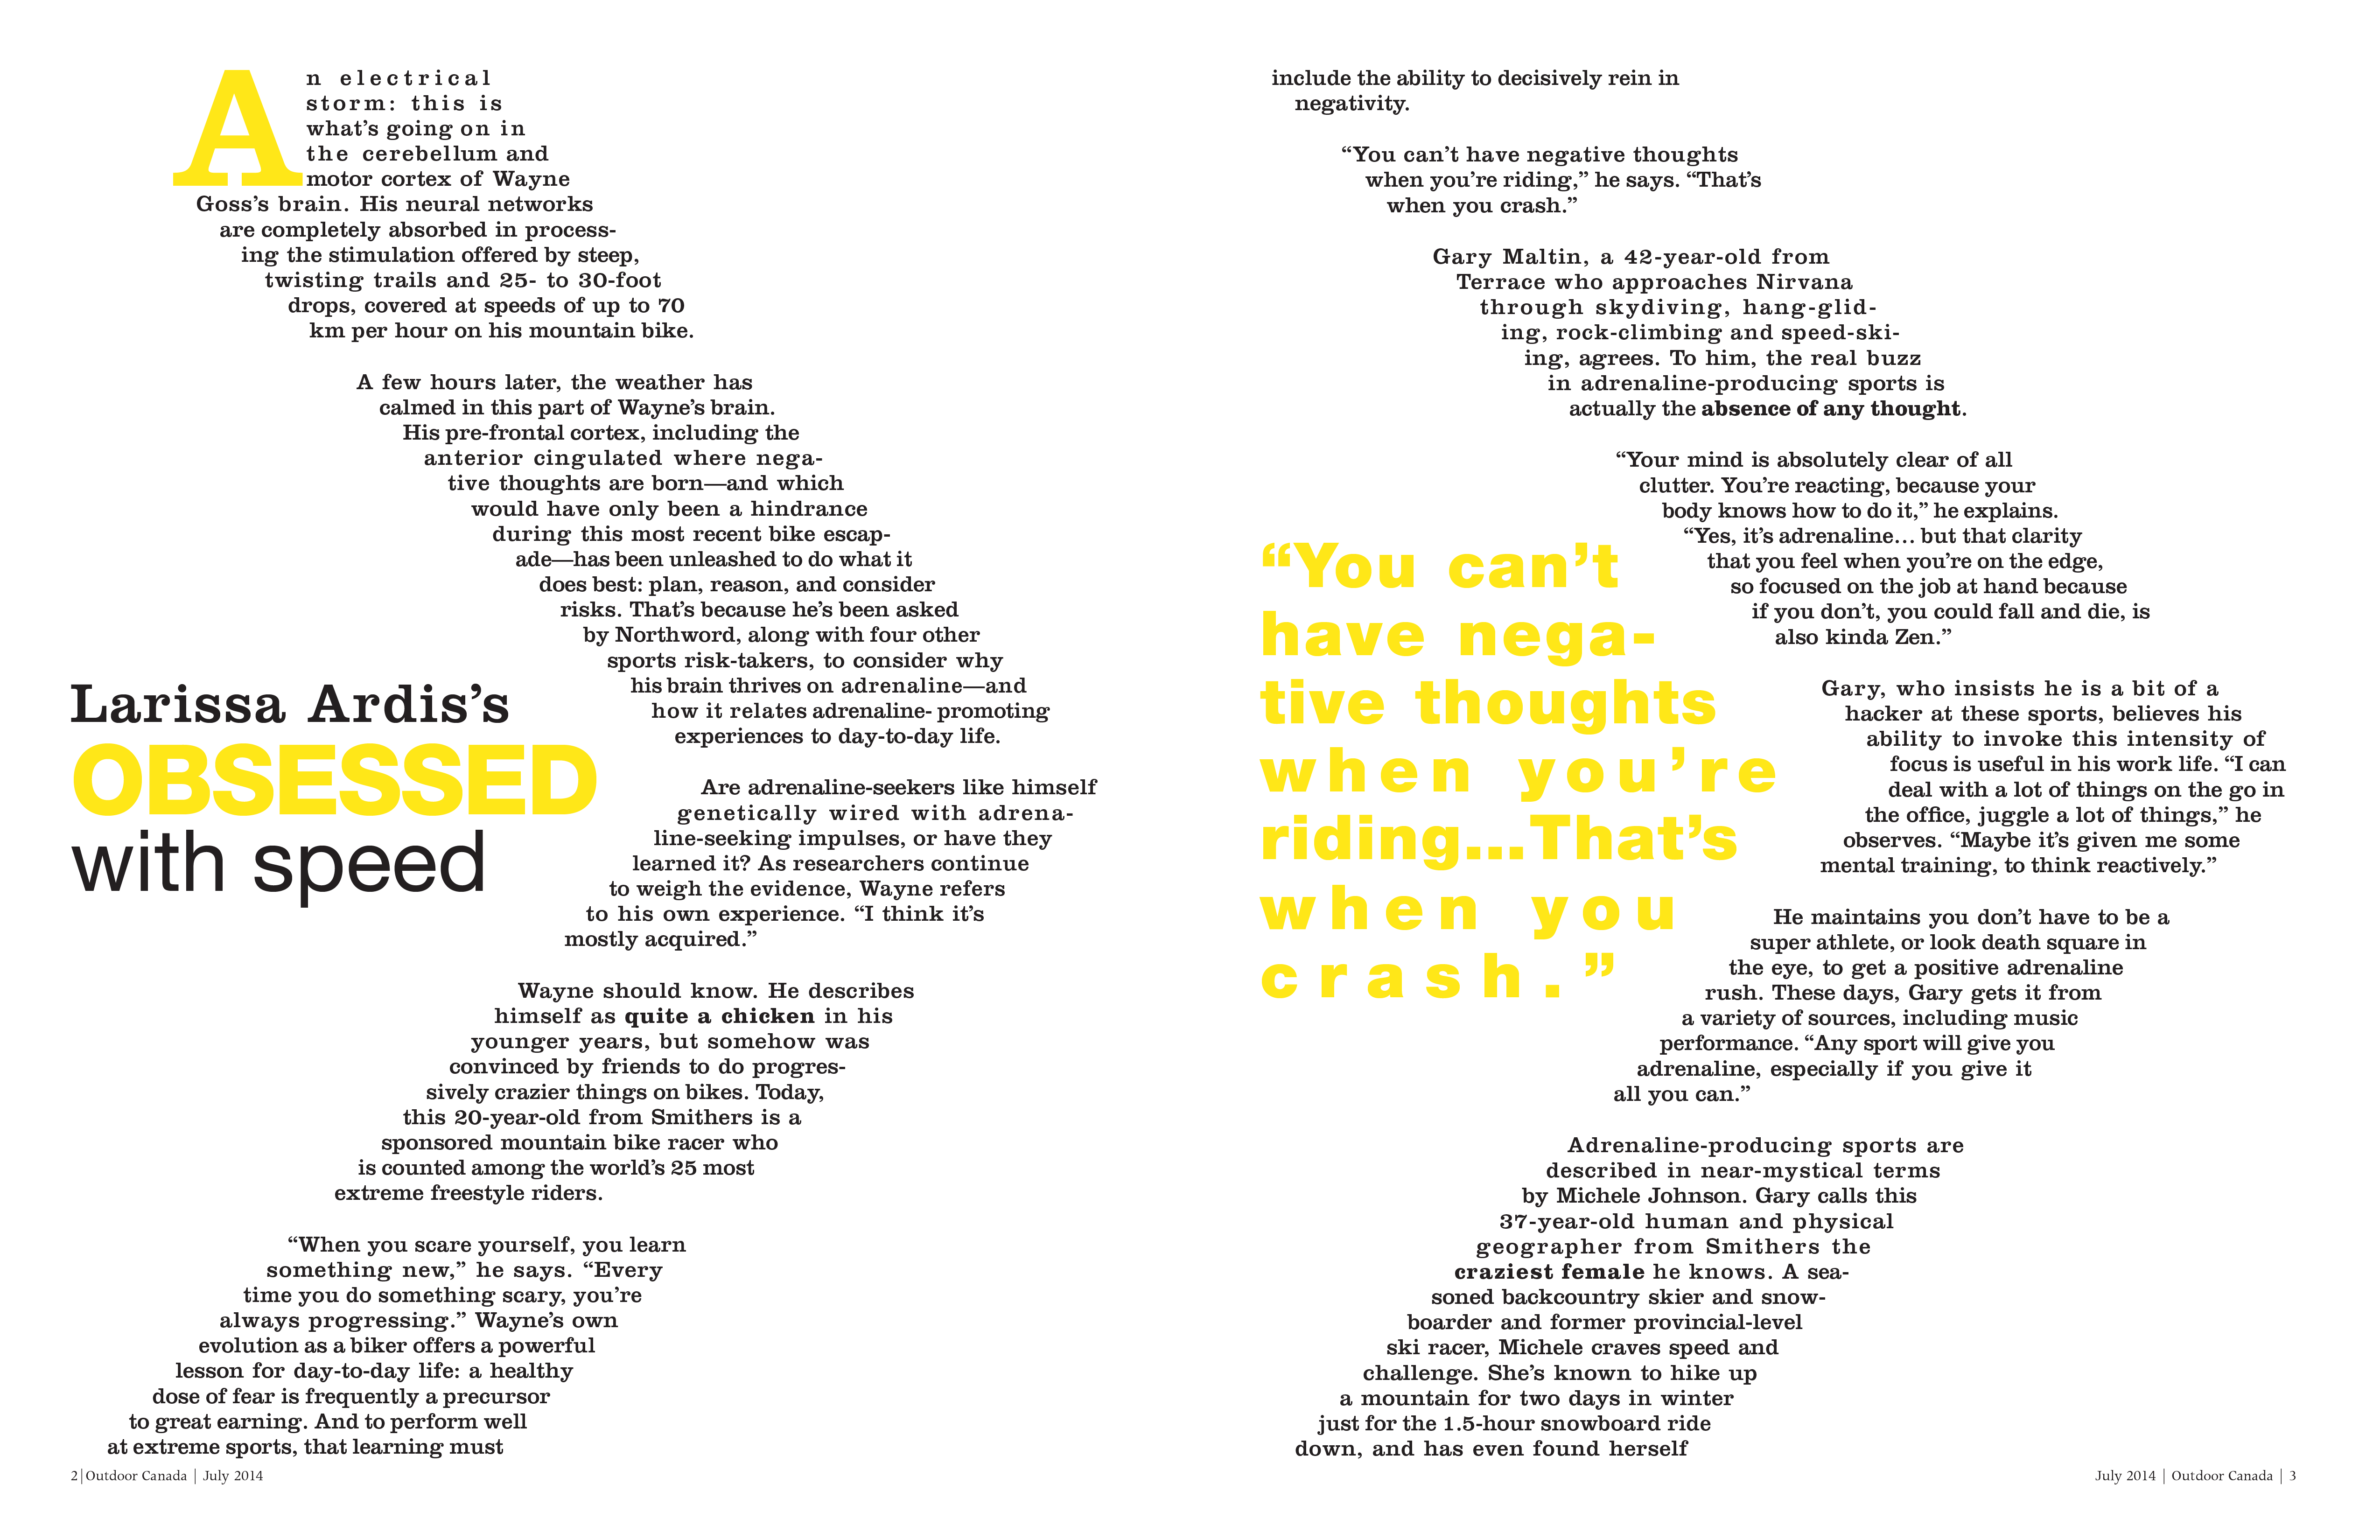 An electrical
storm: this is
what's going on in
the cerebellum and
motor cortex of Wayne
Goss's brain. His neural networks
are completely absorbed in process-
ing the stimulation offered by steep,
twisting trails and 25- to 30-foot
drops, covered at speeds of up to 70
km per hour on his mountain bike.
A few hours later, the weather has
calmed in this part of Wayne's brain.
His pre-frontal cortex, including the
anterior cingulated where nega-
tive thoughts are born—and which
would have only been a hindrance
during this most recent bike escap-
ade—has been unleashed to do what it
does best: plan, reason, and consider
risks. That's because he's been asked
by Northword, along with four other
sports risk-takers, to consider why
his brain thrives on adrenaline—and
how it relates adrenaline- promoting
experiences to day-to-day life.
Larissa Ardis's
OBSESSED
with speed
Are adrenaline-seekers like himself
genetically wired with adrena-
line-seeking impulses, or have they
learned it? As researchers continue
to weigh the evidence, Wayne refers
to his own experience. “I think it's
mostly acquired.”
Wayne should know. He describes
himself as quite a chicken in his
younger years, but somehow was
convinced by friends to do progres-
sively crazier things on bikes. Today,
this 20-year-old from Smithers is a
sponsored mountain bike racer who
is counted among the world's 25 most
extreme freestyle riders.
“When you scare yourself, you learn
something new,” he says. “Every
time you do something scary, you're
always progressing.” Wayne's own
evolution as a biker offers a powerful
lesson for day-to-day life: a healthy
dose of fear is frequently a precursor
to great earning. And to perform well
at extreme sports, that learning must
2|Outdoor Canada | July 2014
include the ability to decisively rein in
negativity.
“You can't have negative thoughts
when you're riding,” he says. “That's
when you crash.”
Gary Maltin, a 42-year-old from
Terrace who approaches Nirvana
through skydiving, hang-glid-
ing, rock-climbing and speed-ski-
ing, agrees. To him, the real buzz
in adrenaline-producing sports is
actually the absence of any thought.
“Your mind is absolutely clear of all
clutter. You're reacting, because your
body knows how to do it,” he explains.
“Yes, it's adrenaline… but that clarity
that you feel when you're on the edge,
so focused on the job at hand because
if you don't, you could fall and die, is
also kinda Zen.”
“You can't
have nega-
tive thoughts
when you're
riding...That's
when you
crash.”
Gary, who insists he is a bit of a
hacker at these sports, believes his
ability to invoke this intensity of
focus is useful in his work life. “I can
deal with a lot of things on the go in
the office, juggle a lot of things,” he
observes. “Maybe it's given me some
mental training, to think reactively.”
He maintains you don't have to be a
super athlete, or look death square in
the eye, to get a positive adrenaline
rush. These days, Gary gets it from
a variety of sources, including music
performance. “Any sport will give you
adrenaline, especially if you give it
all you can.”
Adrenaline-producing sports are
described in near-mystical terms
by Michele Johnson. Gary calls this
37-year-old human and physical
geographer from Smithers the
craziest female he knows. A sea-
soned backcountry skier and snow-
boarder and former provincial-level
ski racer, Michele craves speed and
challenge. She's known to hike up
a mountain for two days in winter
just for the 1.5-hour snowboard ride
down, and has even found herself
July 2014 | Outdoor Canada | 3